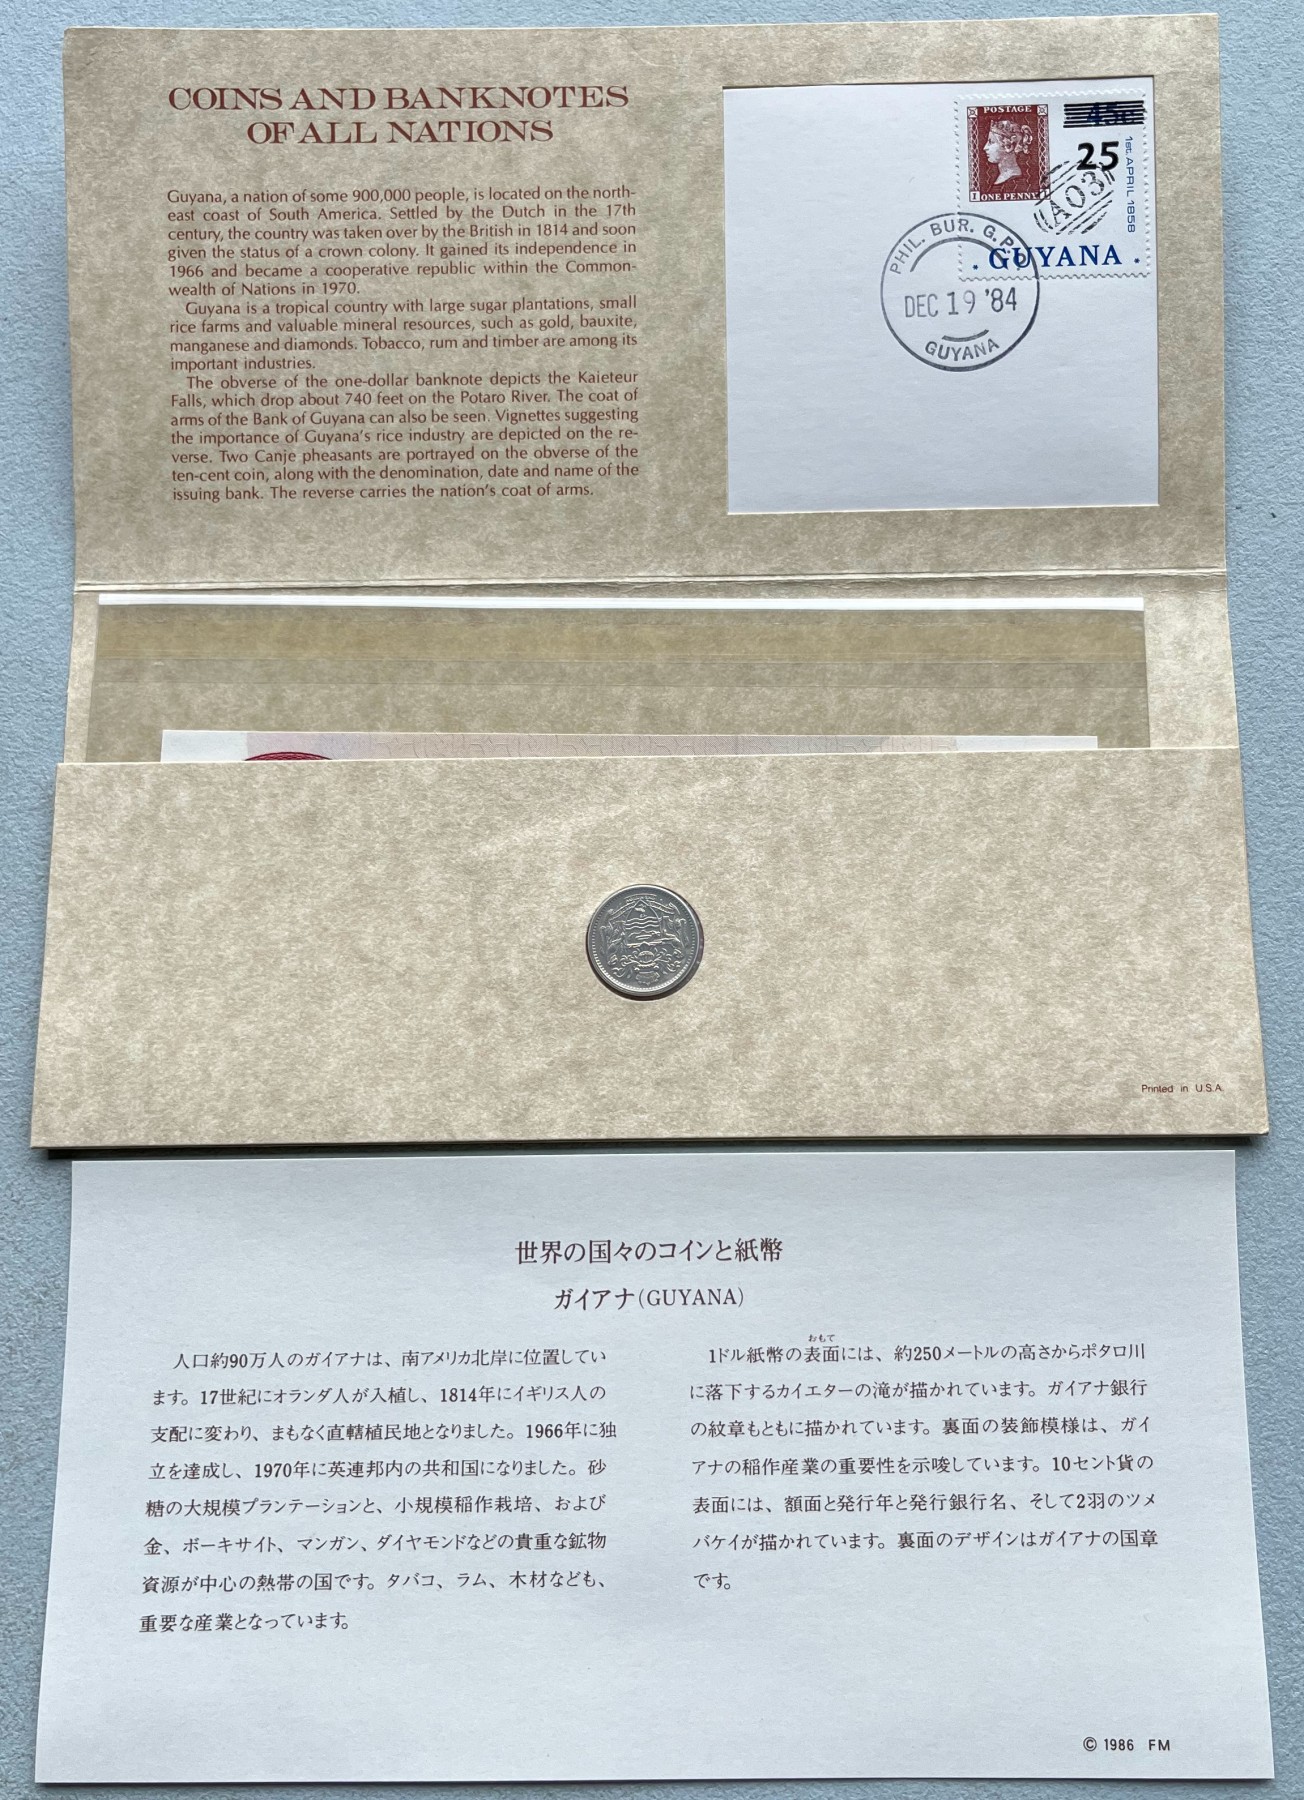 COINS AND BANKNOTES
OF ALL NATIONS
Guyana, a nation of some 900,000 people, is located on the north-
east coast of South America. Settled by the Dutch in the 17th
century, the country was taken over by the British in 1814 and soon
given the status of a crown colony. It gained its independence in
1966 and became a cooperative republic within the Common-
wealth of Nations in 1970.
Guyana is a tropical country with large sugar plantations, small
rice farms and valuable mineral resources, such as gold, bauxite,
manganese and diamonds. Tobacco, rum and timber are among its
important industries.
The obverse of the one-dollar banknote depicts the Kaieteur
Falls, which drop about 740 feet on the Potaro River. The coat of
arms of the Bank of Guyana can also be seen. Vignettes suggesting
the importance of Guyana's rice industry are depicted on the re-
verse. Two Canje pheasants are portrayed on the obverse of the
ten-cent coin, along with the denomination, date and name of the
issuing bank. The reverse carries the nation's coat of arms.
POSTAGE
I ONE PENNY I
45c
25
1st. APRIL 1858
A03
. GUYANA .
PHIL. BUR. G.P.O.
DEC 19 '84
GUYANA
Printed in U.S.A.
世界の国々のコインと紙幣
ガイアナ(GUYANA)
人口約90万人のガイアナは、南アメリカ北岸に位置してい
ます。17世紀にオランダ人が入植し、1814年にイギリス人の
支配に変わり、まもなく直轄植民地となりました。1966年に独
立を達成し、1970年に英連邦内の共和国になりました。砂
糖の大規模プランテーションと、小規模稲作栽培、および
金、ボーキサイト、マンガン、ダイヤモンドなどの貴重な鉱物
資源が中心の熱帯の国です。タバコ、ラム、木材なども、
重要な産業となっています。
おもて
1ドル紙幣の表面には、約250メートルの高さからポタロ川
に落下するカイエターの滝が描かれています。ガイアナ銀行
の紋章もともに描かれています。裏面の装飾模様は、ガイ
アナの稲作産業の重要性を示唆しています。10セント貨の
表面には、額面と発行年と発行銀行名、そして2羽のツメ
バケイが描かれています。裏面のデザインはガイアナの国章
です。
© 1986 FM